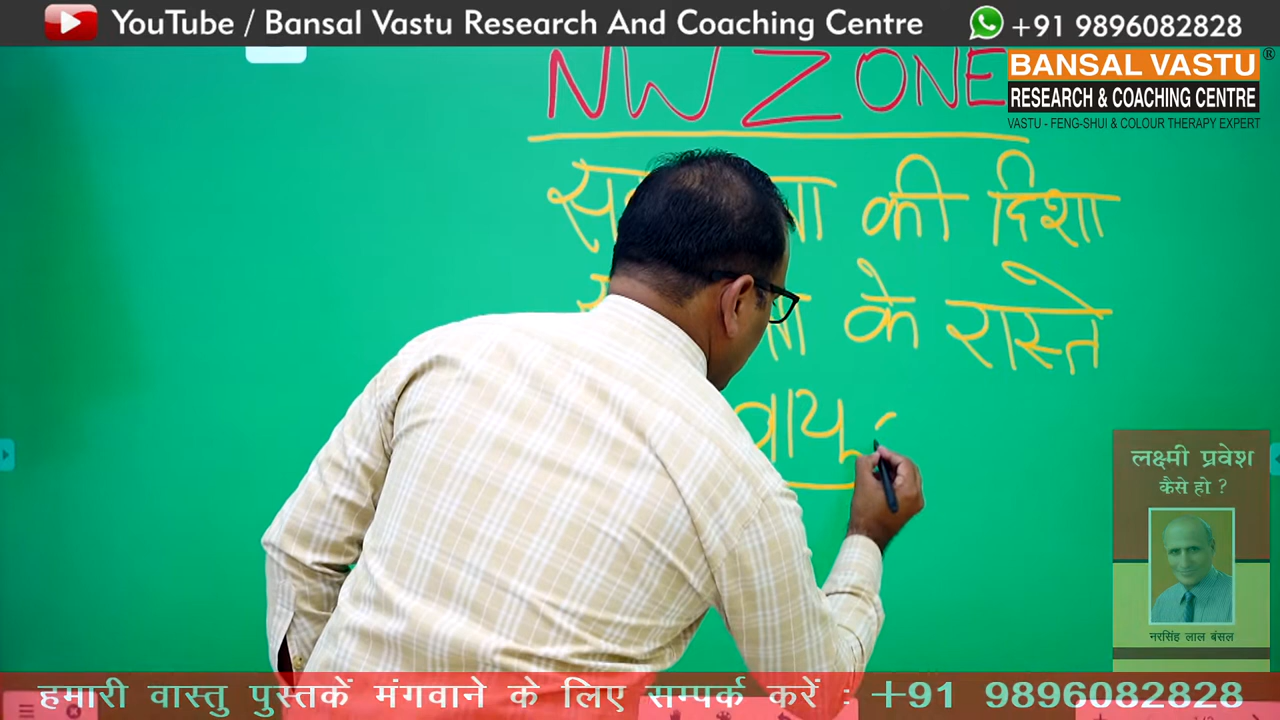 YouTube / Bansal Vastu Research And Coaching Centre +91 9896082828
BANSAL VASTU ®
RESEARCH & COACHING CENTRE
VASTU - FENG-SHUI & COLOUR THERAPY EXPERT
NW ZONE
की दिशा
के रास्ते
वायु
लक्ष्मी प्रवेश
कैसे हो ?
नरसिंह लाल बंसल
हमारी वास्तु पुस्तकें मंगवाने के लिए सम्पर्क करें : +91 9896082828